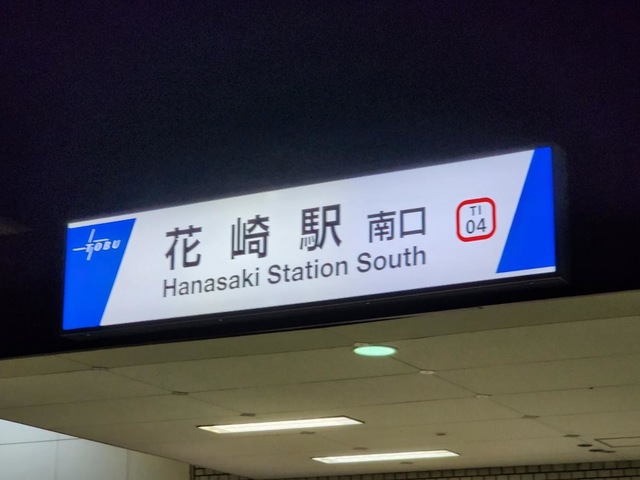 TOBU
花崎駅 南口
Hanasaki Station South
TI
04